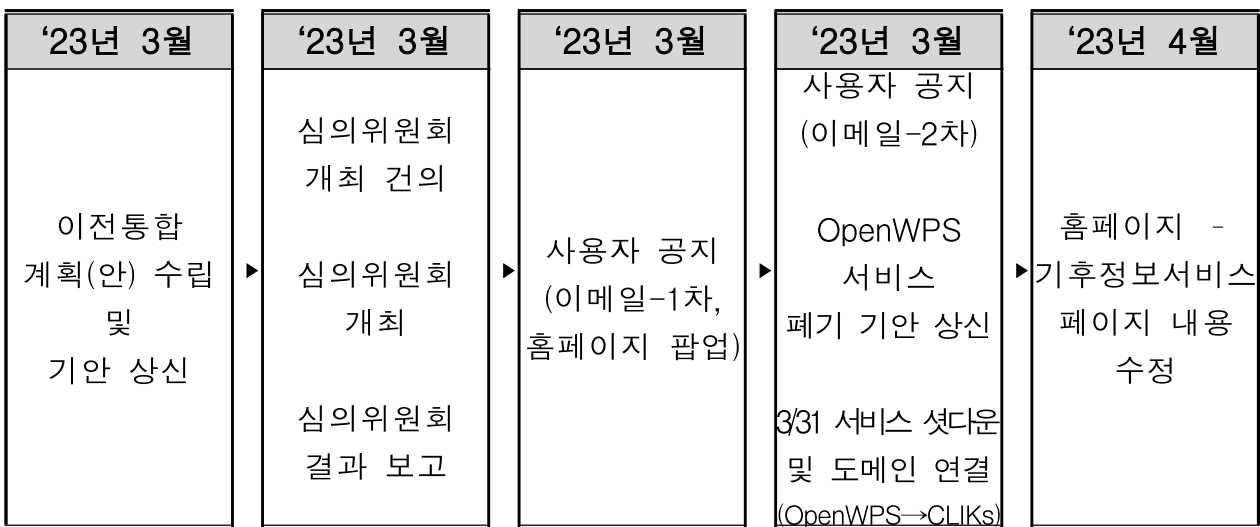 ‘23년 3월
이전통합
계획(안) 수립
및
기안 상신
‘23년 3월
심의위원회
개최 건의
심의위원회
개최
심의위원회
결과 보고
‘23년 3월
사용자 공지
(이메일-1차,
홈페이지 팝업)
‘23년 3월
사용자 공지
(이메일-2차)
OpenWPS
서비스
폐기 기안 상신
3/31 서비스 셧다운
및 도메인 연결
(OpenWPS→CLIKs)
‘23년 4월
홈페이지 -
기후정보서비스
페이지 내용
수정